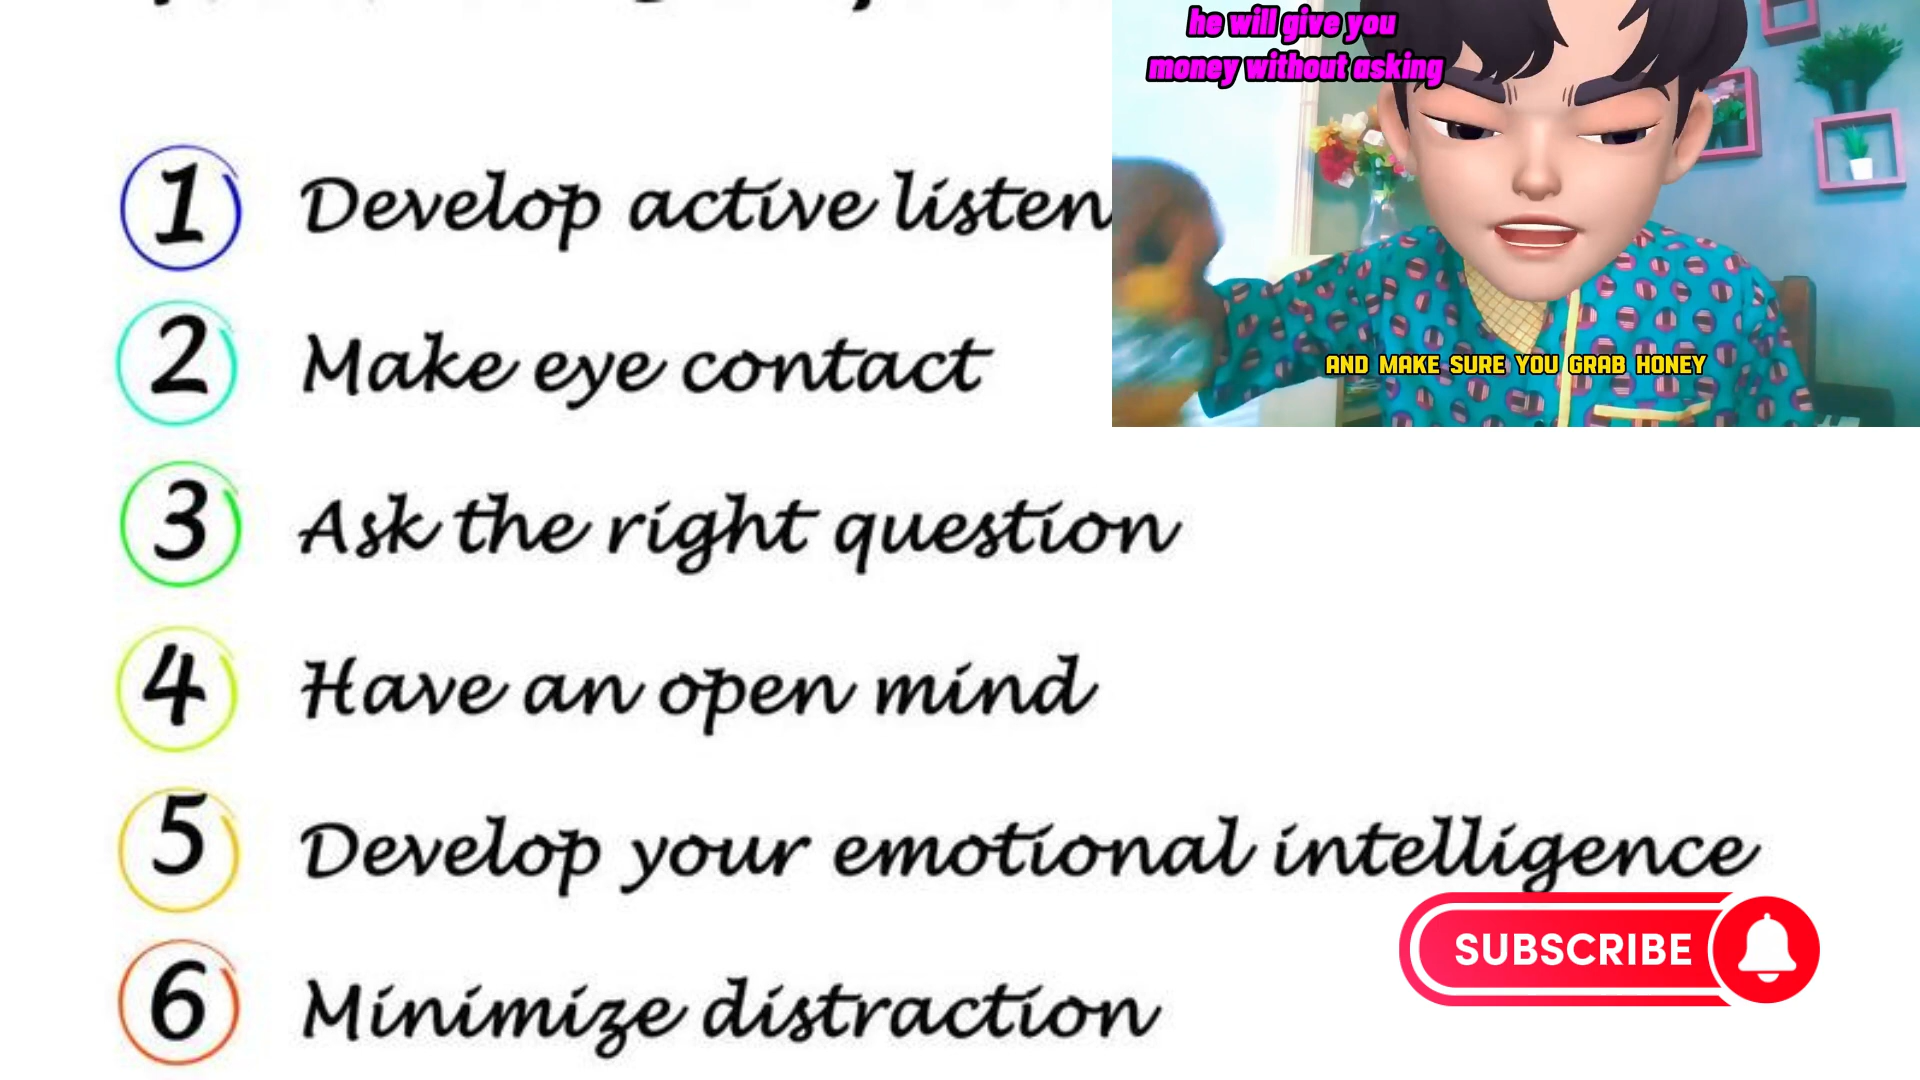 he will give you
money without asking
1 Develop active listen
2 Make eye contact
AND MAKE SURE YOU GRAB HONEY
3 Ask the right question
4 Have an open mind
5 Develop your emotional intelligence
SUBSCRIBE
6 Minimize distraction